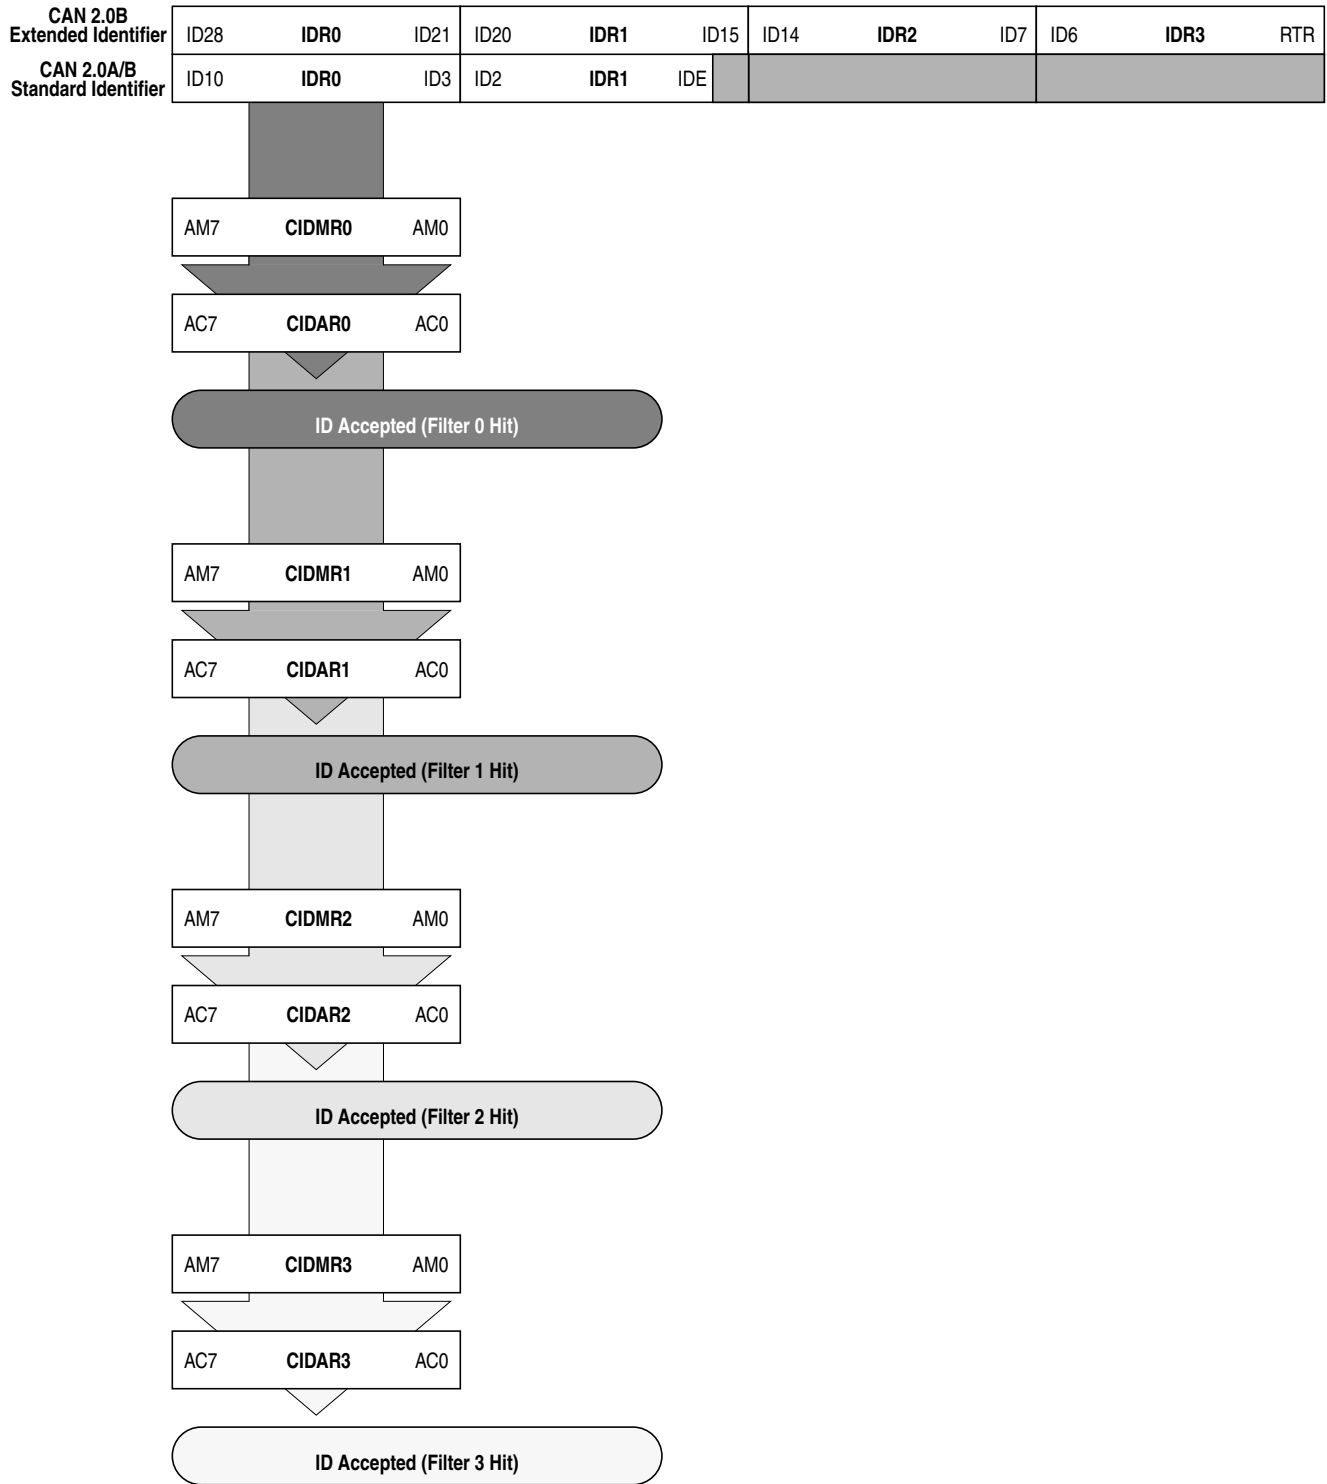 CAN 2.0B
Extended Identifier
ID28 IDR0 ID21 ID20 IDR1 ID15 ID14 IDR2 ID7 ID6 IDR3 RTR
CAN 2.0A/B
Standard Identifier
ID10 IDR0 ID3 ID2 IDR1 IDE
AM7 CIDMR0 AM0
AC7 CIDAR0 AC0
ID Accepted (Filter 0 Hit)
AM7 CIDMR1 AM0
AC7 CIDAR1 AC0
ID Accepted (Filter 1 Hit)
AM7 CIDMR2 AM0
AC7 CIDAR2 AC0
ID Accepted (Filter 2 Hit)
AM7 CIDMR3 AM0
AC7 CIDAR3 AC0
ID Accepted (Filter 3 Hit)